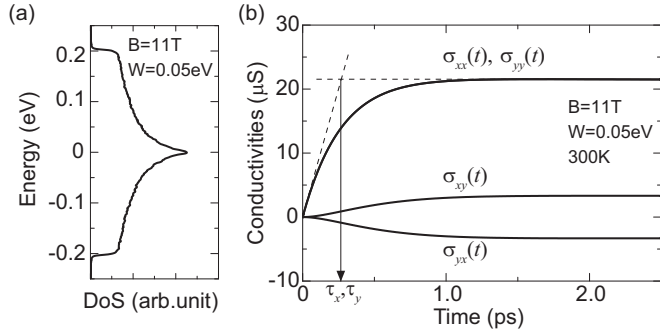 (a)
B=11T
W=0.05eV
0.2
0.1
0
-0.1
-0.2
Energy (eV)
DoS (arb.unit)
(b)
30
20
10
0
-10
Conductivities (μS)
σxx(t), σyy(t)
B=11T
W=0.05eV
300K
σxy(t)
σyx(t)
0
τx,τy
1.0
2.0
Time (ps)